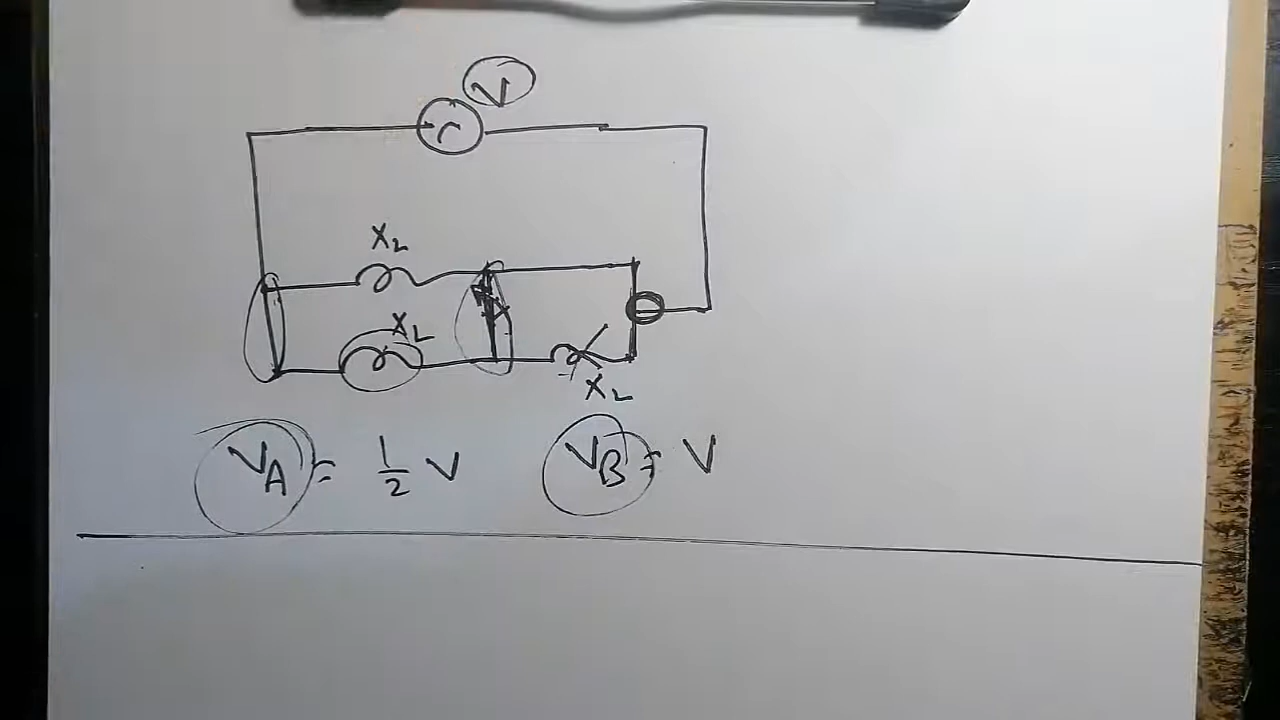 V
X_L
X_L
X_L
V_A = 1/2 V V_B = V